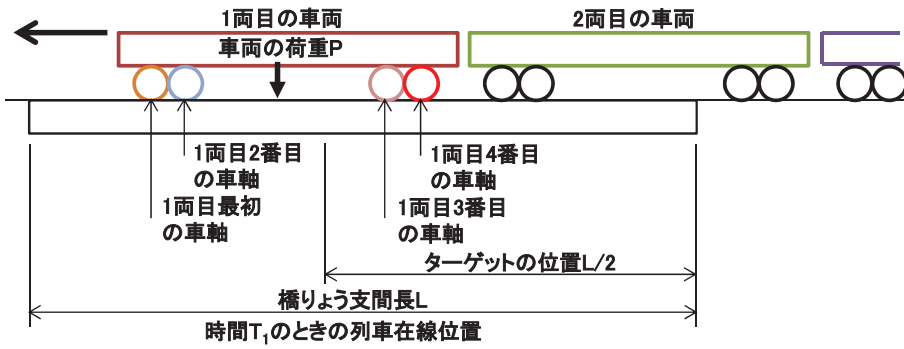 1両目の車両
2両目の車両
車両の荷重P
1両目2番目
の車軸
1両目最初
の車軸
1両目4番目
の車軸
1両目3番目
の車軸
ターゲットの位置L/2
橋りょう支間長L
時間T₁のときの列車在線位置